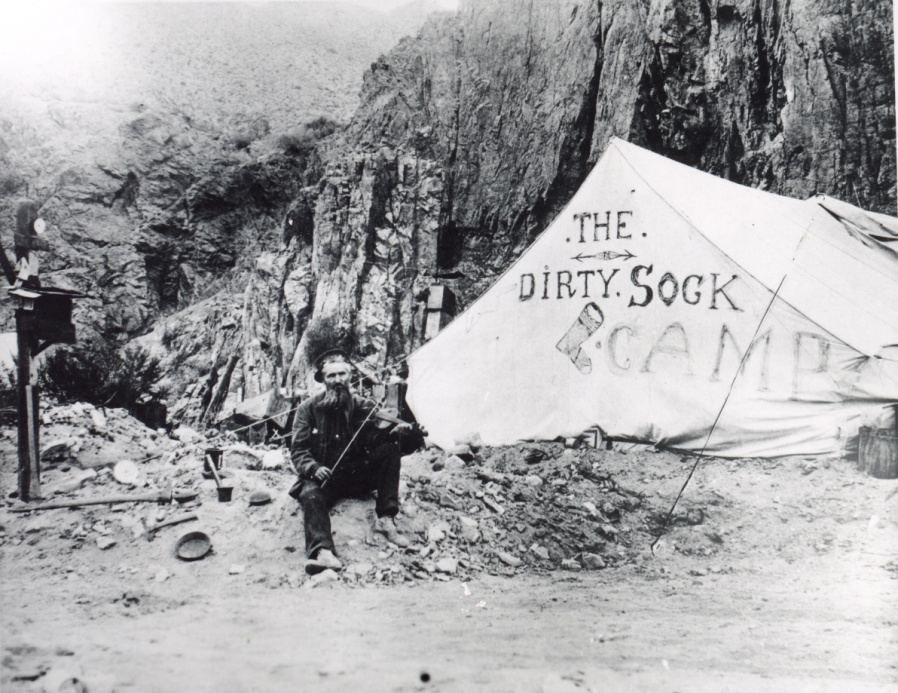 .THE.
DIRTY. SOCK
CAMP